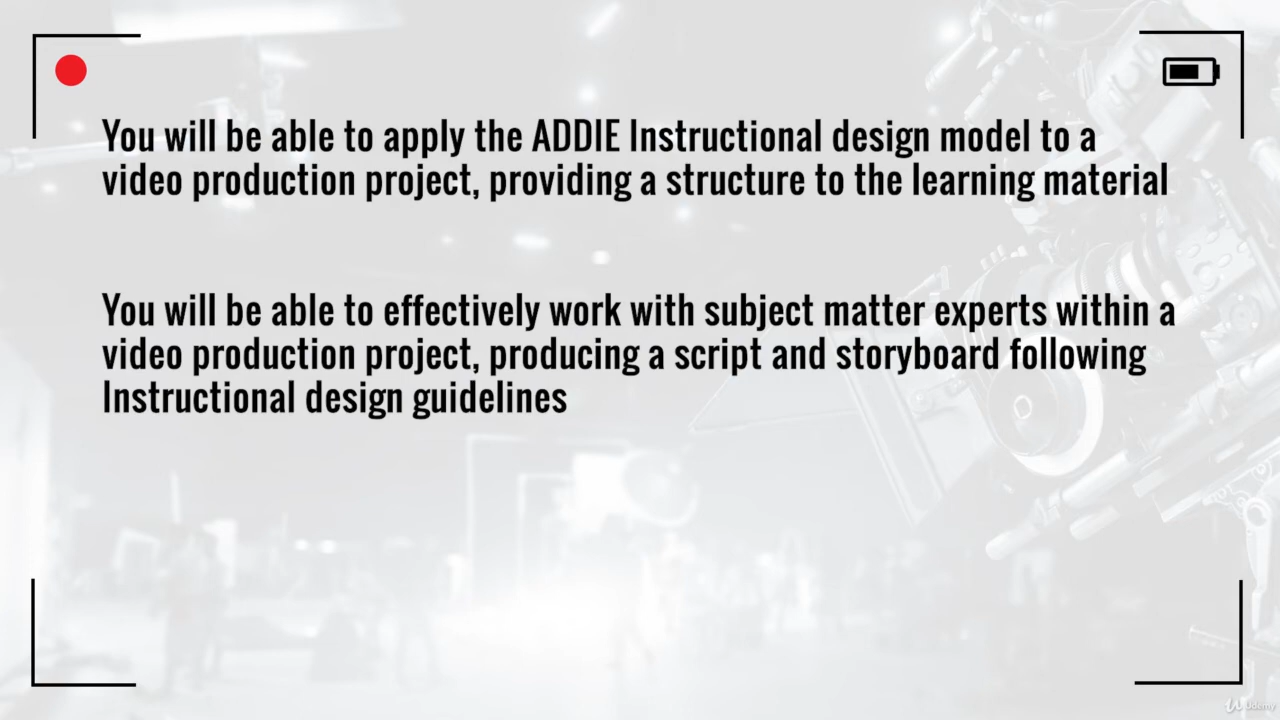 You will be able to apply the ADDIE Instructional design model to a
video production project, providing a structure to the learning material
You will be able to effectively work with subject matter experts within a
video production project, producing a script and storyboard following
Instructional design guidelines
Udemy